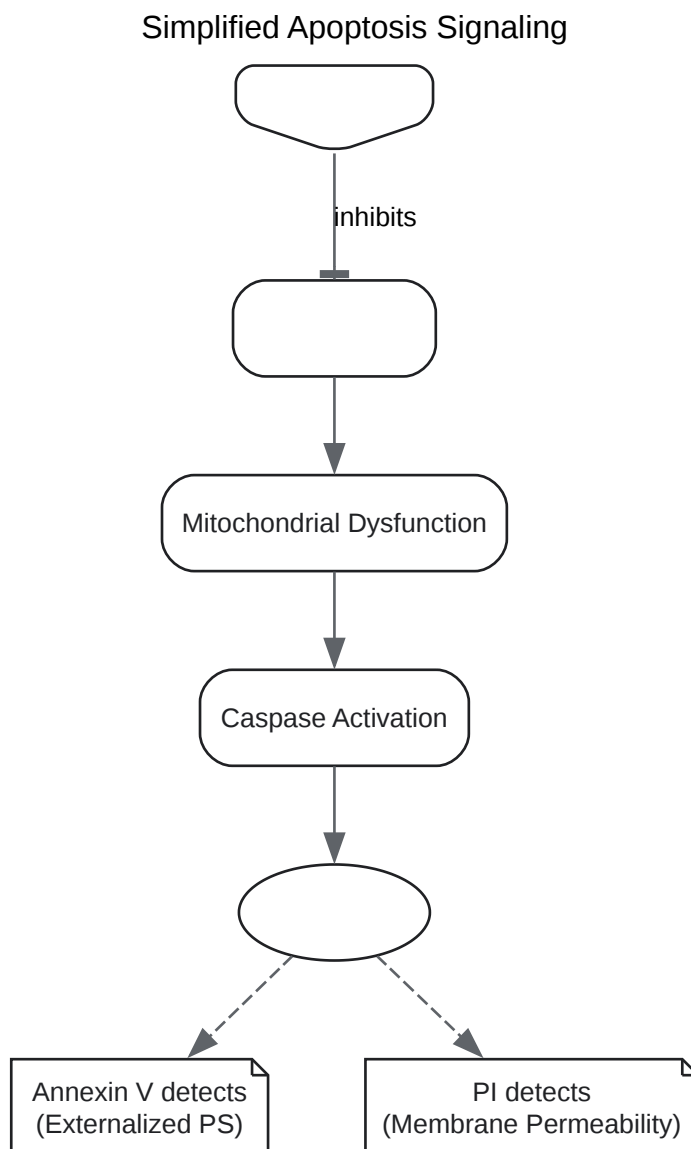 Simplified Apoptosis Signaling
inhibits
Mitochondrial Dysfunction
Caspase Activation
Annexin V detects
(Externalized PS)
PI detects
(Membrane Permeability)